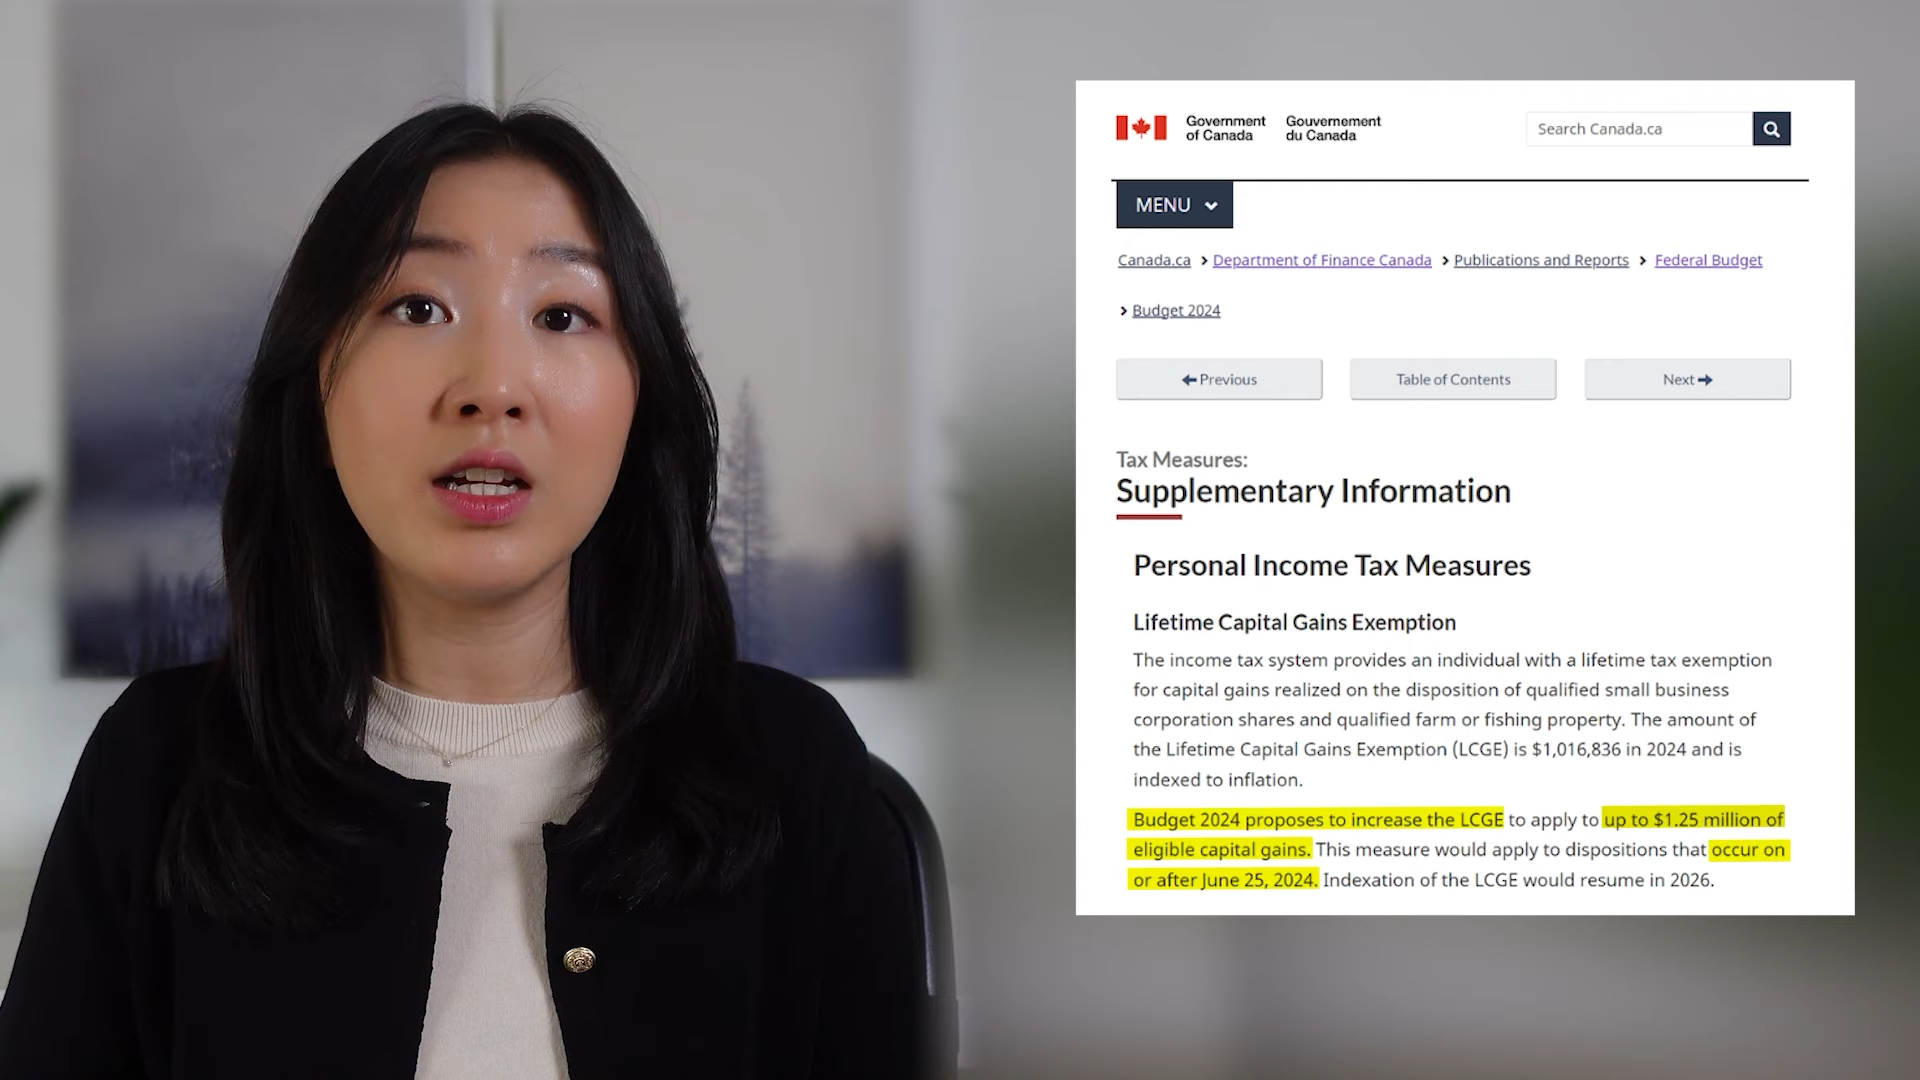 Government
of Canada
Gouvernement
du Canada
Search Canada.ca
MENU
Canada.ca > Department of Finance Canada > Publications and Reports > Federal Budget
> Budget 2024
Previous
Table of Contents
Next
Tax Measures:
Supplementary Information
Personal Income Tax Measures
Lifetime Capital Gains Exemption
The income tax system provides an individual with a lifetime tax exemption
for capital gains realized on the disposition of qualified small business
corporation shares and qualified farm or fishing property. The amount of
the Lifetime Capital Gains Exemption (LCGE) is $1,016,836 in 2024 and is
indexed to inflation.
Budget 2024 proposes to increase the LCGE to apply to up to $1.25 million of
eligible capital gains. This measure would apply to dispositions that occur on
or after June 25, 2024. Indexation of the LCGE would resume in 2026.